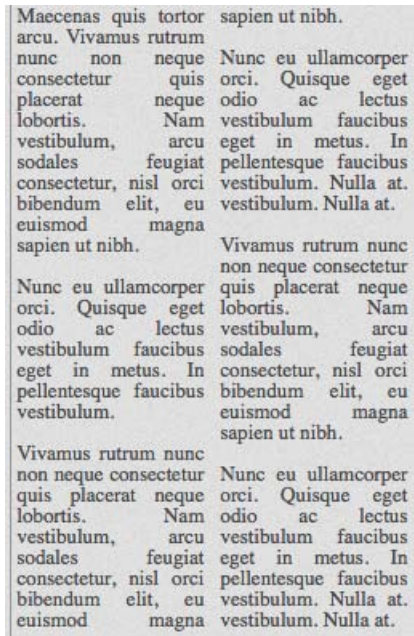 Maecenas quis tortor
arcu. Vivamus rutrum
nunc non neque
consectetur quis
placerat neque
lobortis. Nam
vestibulum, arcu
sodales feugiat
consectetur, nisl orci
bibendum elit, eu
euismod magna
sapien ut nibh.
Nunc eu ullamcorper
orci. Quisque eget
odio ac lectus
vestibulum faucibus
eget in metus. In
pellentesque faucibus
vestibulum.
Vivamus rutrum nunc
non neque consectetur
quis placerat neque
lobortis. Nam
vestibulum, arcu
sodales feugiat
consectetur, nisl orci
bibendum elit, eu
euismod magna
sapien ut nibh.
Nunc eu ullamcorper
orci. Quisque eget
odio ac lectus
vestibulum faucibus
eget in metus. In
pellentesque faucibus
vestibulum. Nulla at.
vestibulum. Nulla at.
Vivamus rutrum nunc
non neque consectetur
quis placerat neque
lobortis. Nam
vestibulum, arcu
sodales feugiat
consectetur, nisl orci
bibendum elit, eu
euismod magna
sapien ut nibh.
Nunc eu ullamcorper
orci. Quisque eget
odio ac lectus
vestibulum faucibus
eget in metus. In
pellentesque faucibus
vestibulum. Nulla at.
vestibulum. Nulla at.